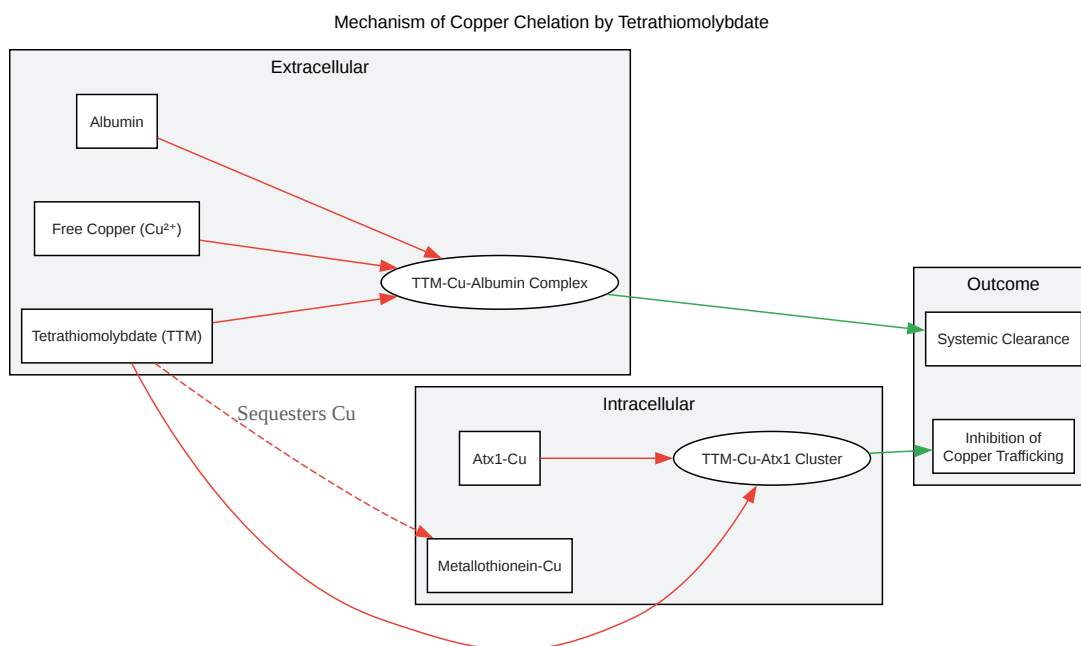 Mechanism of Copper Chelation by Tetrathiomolybdate
Extracellular
Albumin
Free Copper (Cu²⁺)
Tetrathiomolybdate (TTM)
TTM-Cu-Albumin Complex
Sequesters Cu
Intracellular
Atx1-Cu
TTM-Cu-Atx1 Cluster
Metallothionein-Cu
Outcome
Systemic Clearance
Inhibition of
Copper Trafficking